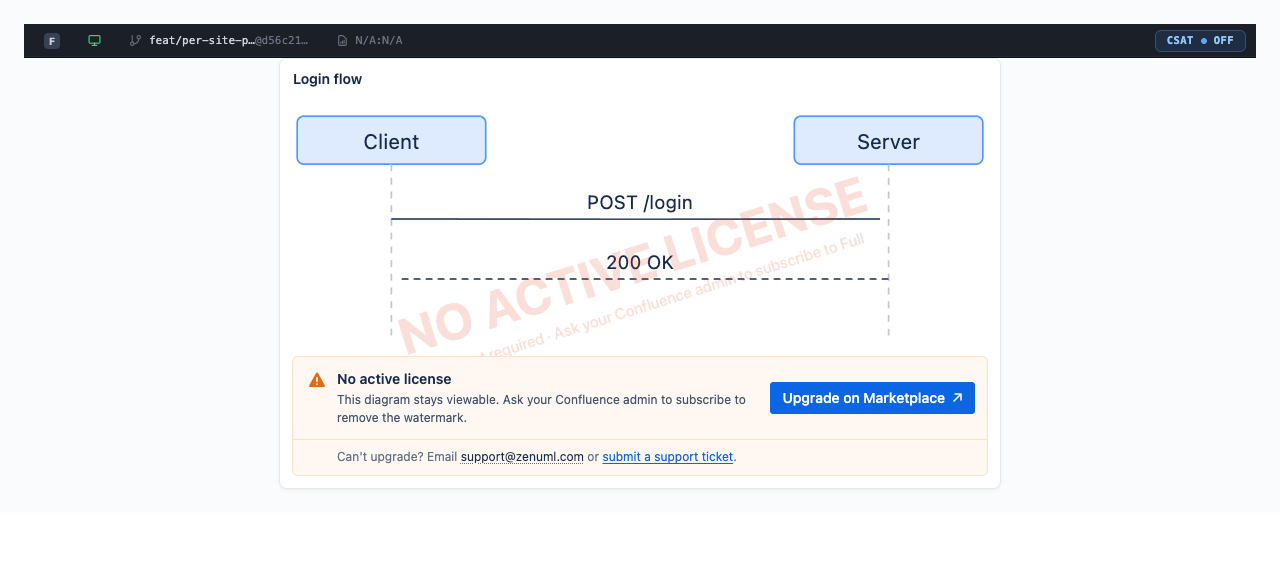 F feat/per-site-p…@d56c21… N/A:N/A CSAT ● OFF
Login flow
Client Server
POST /login
NO ACTIVE LICENSE
200 OK
required · Ask your Confluence admin to subscribe to Full
No active license
This diagram stays viewable. Ask your Confluence admin to subscribe to
remove the watermark.
Upgrade on Marketplace
Can't upgrade? Email support@zenuml.com or submit a support ticket.